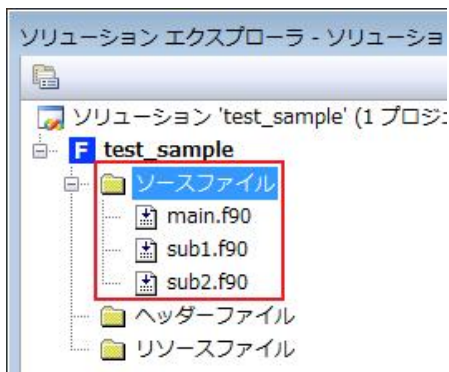 ソリューション エクスプローラ - ソリューショ
ソリューション 'test_sample' (1 プロジ
F test_sample
ソースファイル
main.f90
sub1.f90
sub2.f90
ヘッダーファイル
リソースファイル